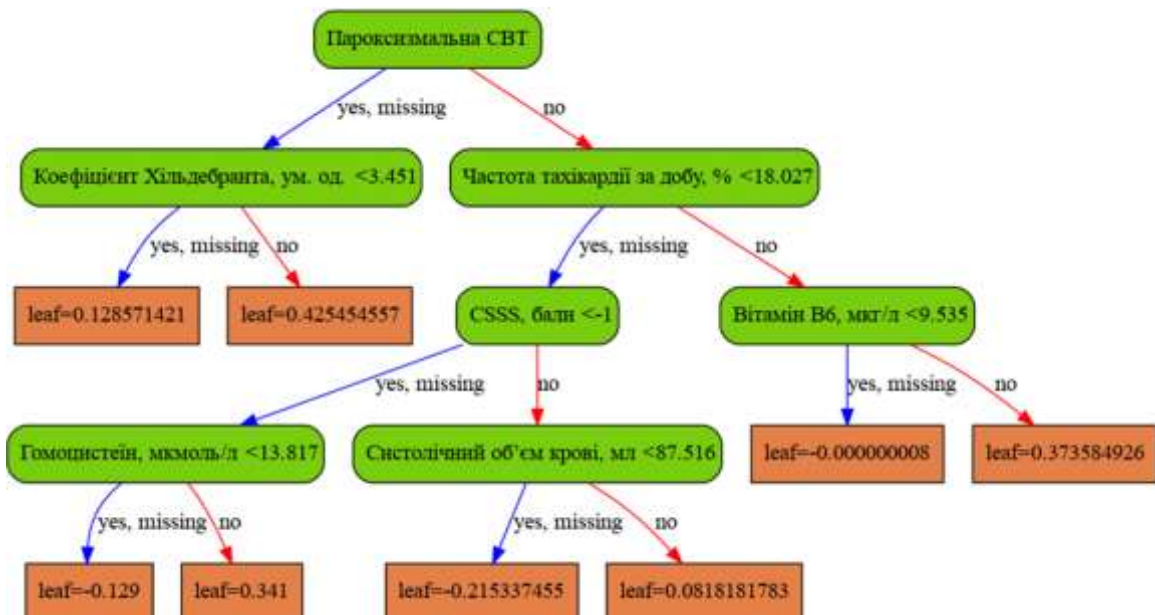 Пароксизмальна СВТ
yes, missing
no
Коефіцієнт Хільдебранта, ум. од. <3.451
Частота тахікардії за добу, % <18.027
yes, missing
no
yes, missing
no
leaf=0.128571421
leaf=0.425454557
CSSS, бали <-1
Вітамін В6, мкг/л <9.535
yes, missing
no
yes, missing
no
Гомоцистеїн, мкмоль/л <13.817
Систолічний об’єм крові, мл <87.516
leaf=-0.000000008
leaf=0.373584926
yes, missing
no
yes, missing
no
leaf=-0.129
leaf=0.341
leaf=-0.215337455
leaf=0.0818181783